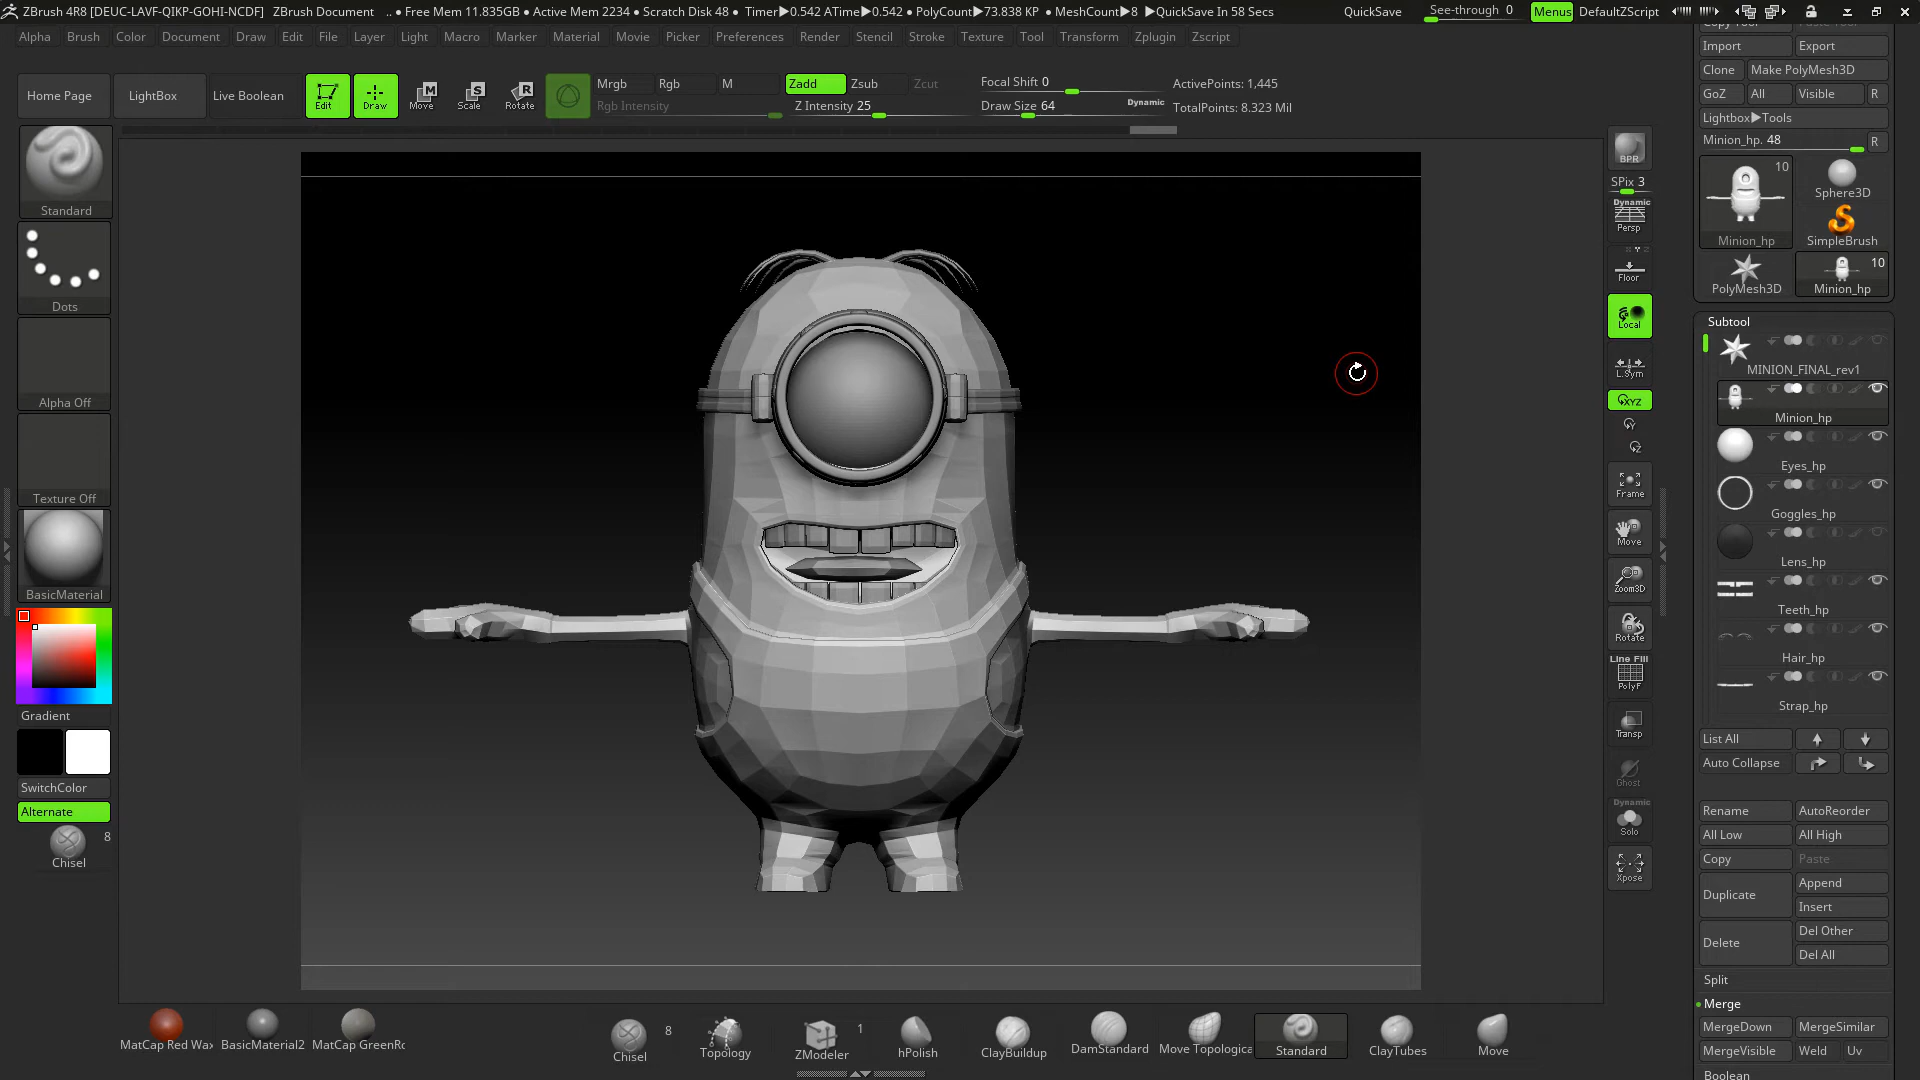 ZBrush 4R8 [DEUC-LAVF-QIKP-GOHI-NCDF] ZBrush Document .. ● Free Mem 11.835GB ● Active Mem 2234 ● Scratch Disk 48 ● Timer▶0.542 ATime▶0.542 ● PolyCount▶73.838 KP ● MeshCount▶8 ▶QuickSave In 58 Secs QuickSave See-through 0 Menus DefaultZScript
Alpha Brush Color Document Draw Edit File Layer Light Macro Marker Material Movie Picker Preferences Render Stencil Stroke Texture Tool Transform Zplugin Zscript
Home Page LightBox Live Boolean Edit Draw Move Scale Rotate
Mrgb Rgb M Zadd Zsub Zcut Focal Shift 0 ActivePoints: 1,445
Rgb Intensity Z Intensity 25 Draw Size 64 Dynamic TotalPoints: 8.323 Mil
Standard
Dots
Alpha Off
Texture Off
BasicMaterial
Gradient
SwitchColor
Alternate
8
Chisel
BPR
SPix 3
Dynamic
Persp
Floor
Local
L.Sym
XYZ
Y
Z
Frame
Move
Zoom3D
Rotate
Line Fill
PolyF
Transp
Ghost
Dynamic
Solo
Xpose
Import Export
Clone Make PolyMesh3D
GoZ All Visible R
Lightbox▶Tools
Minion_hp. 48 R
10
Sphere3D
Minion_hp SimpleBrush
10
PolyMesh3D Minion_hp
Subtool
MINION_FINAL_rev1
Minion_hp
Eyes_hp
Goggles_hp
Lens_hp
Teeth_hp
Hair_hp
Strap_hp
List All
Auto Collapse
Rename AutoReorder
All Low All High
Copy Paste
Duplicate Append
Insert
Delete Del Other
Del All
Split
Merge
MergeDown MergeSimilar
MergeVisible Weld Uv
Boolean
MatCap Red Wax BasicMaterial2 MatCap GreenRo
8 1
Chisel Topology ZModeler hPolish ClayBuildup DamStandard Move Topologica Standard ClayTubes Move